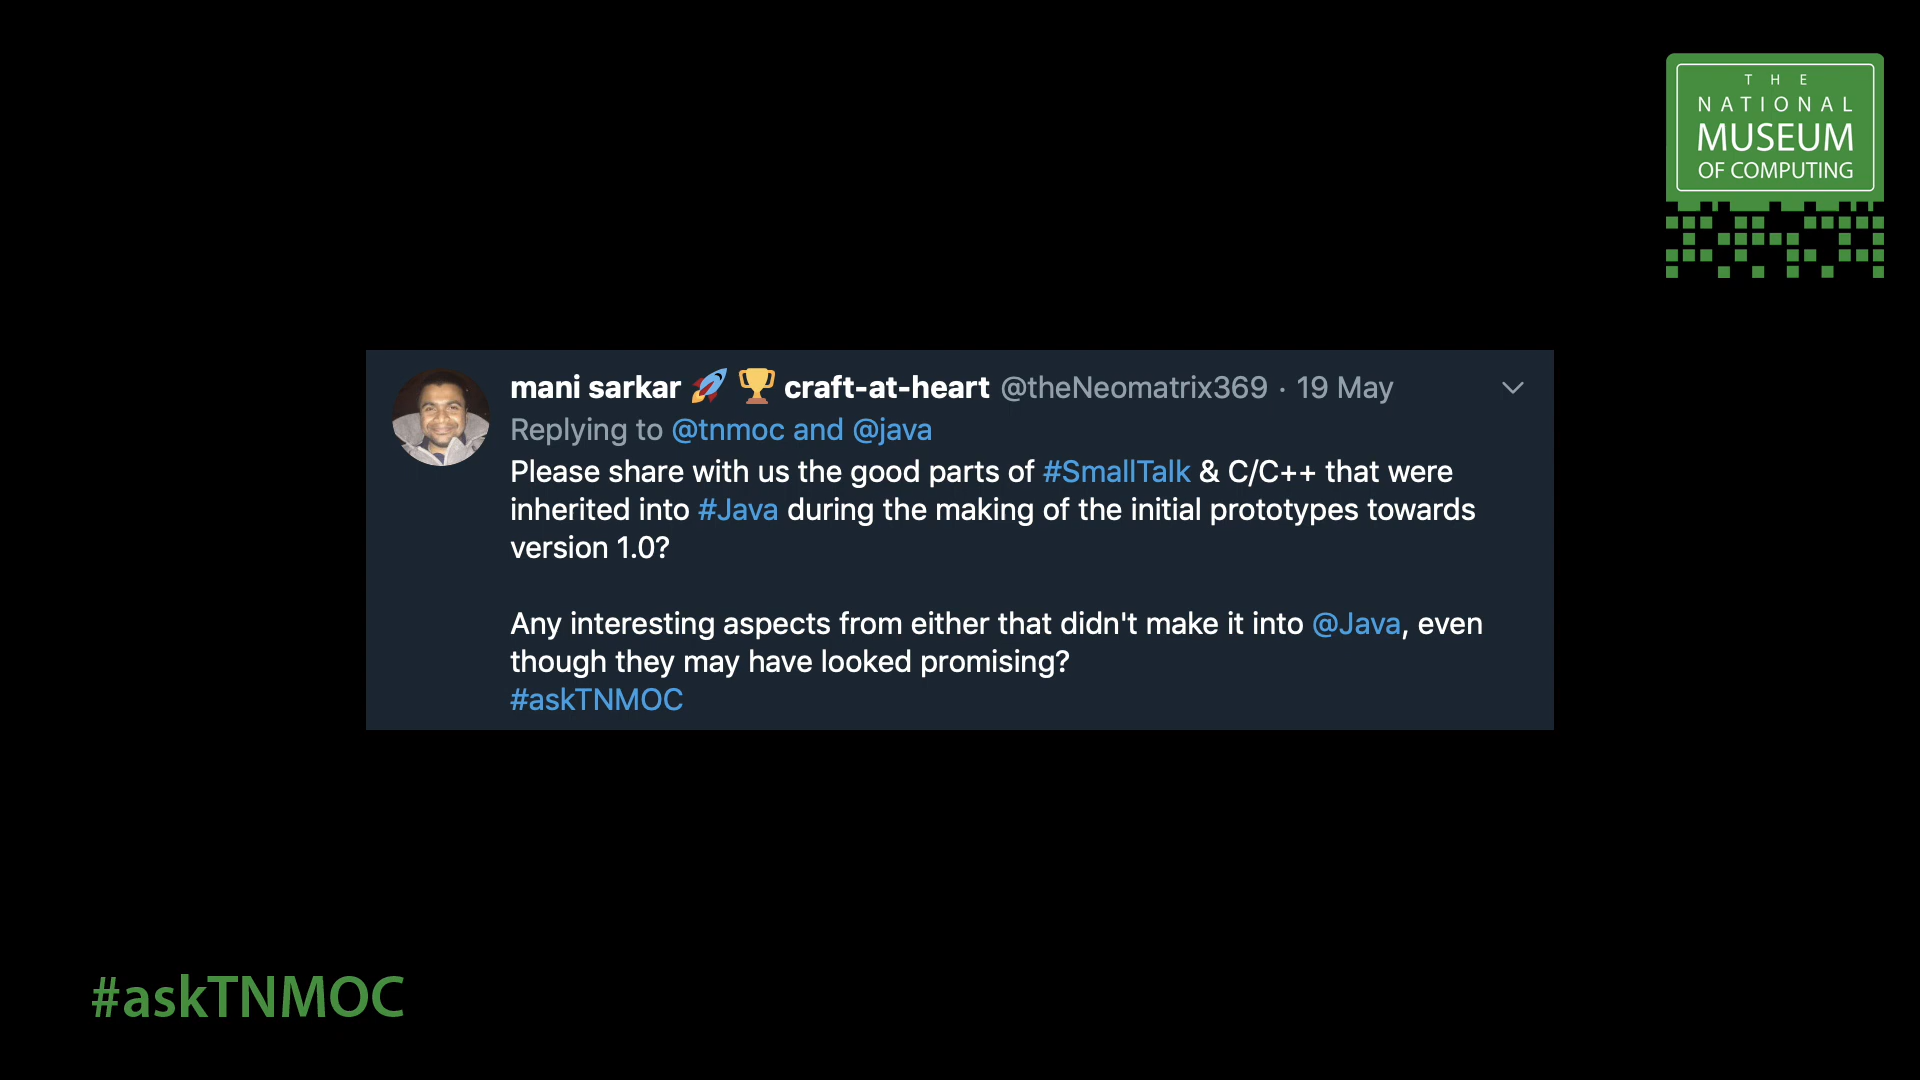 THE
NATIONAL
MUSEUM
OF COMPUTING
mani sarkar 🚀 🏆 craft-at-heart @theNeomatrix369 · 19 May
Replying to @tnmoc and @java
Please share with us the good parts of #SmallTalk & C/C++ that were
inherited into #Java during the making of the initial prototypes towards
version 1.0?
Any interesting aspects from either that didn't make it into @Java, even
though they may have looked promising?
#askTNMOC
#askTNMOC